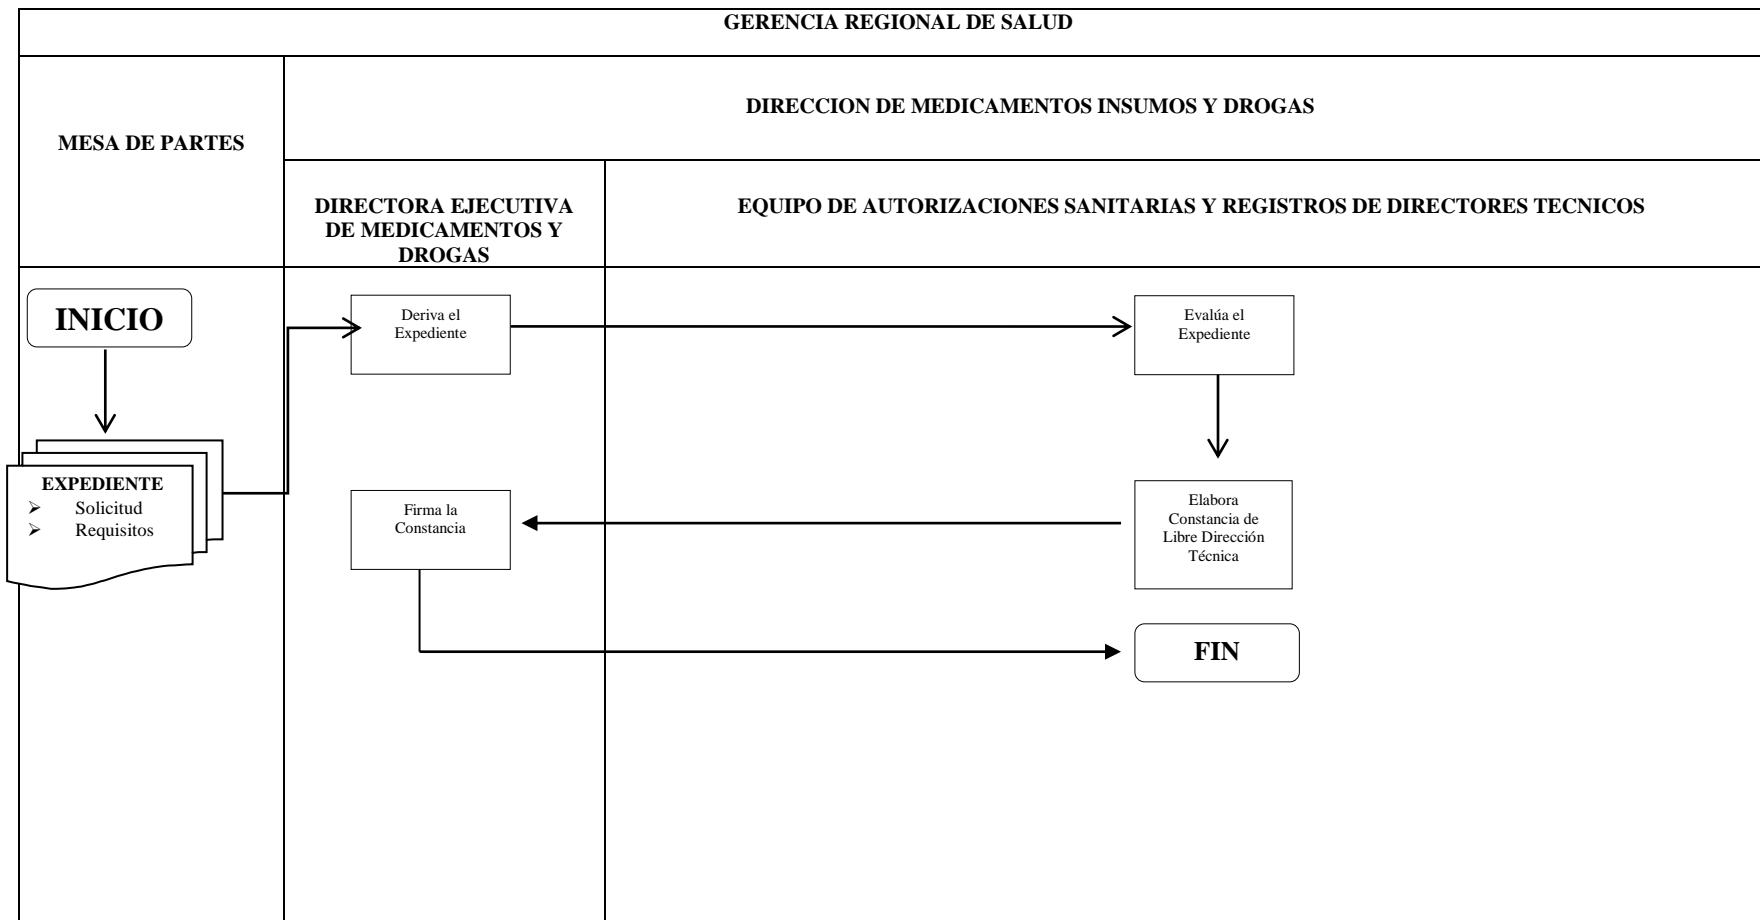 GERENCIA REGIONAL DE SALUD
MESA DE PARTES
DIRECCION DE MEDICAMENTOS INSUMOS Y DROGAS
DIRECTORA EJECUTIVA
DE MEDICAMENTOS Y
DROGAS
EQUIPO DE AUTORIZACIONES SANITARIAS Y REGISTROS DE DIRECTORES TECNICOS
INICIO
Deriva el
Expediente
Evalúa el
Expediente
EXPEDIENTE
➢ Solicitud
➢ Requisitos
Firma la
Constancia
Elabora
Constancia de
Libre Dirección
Técnica
FIN